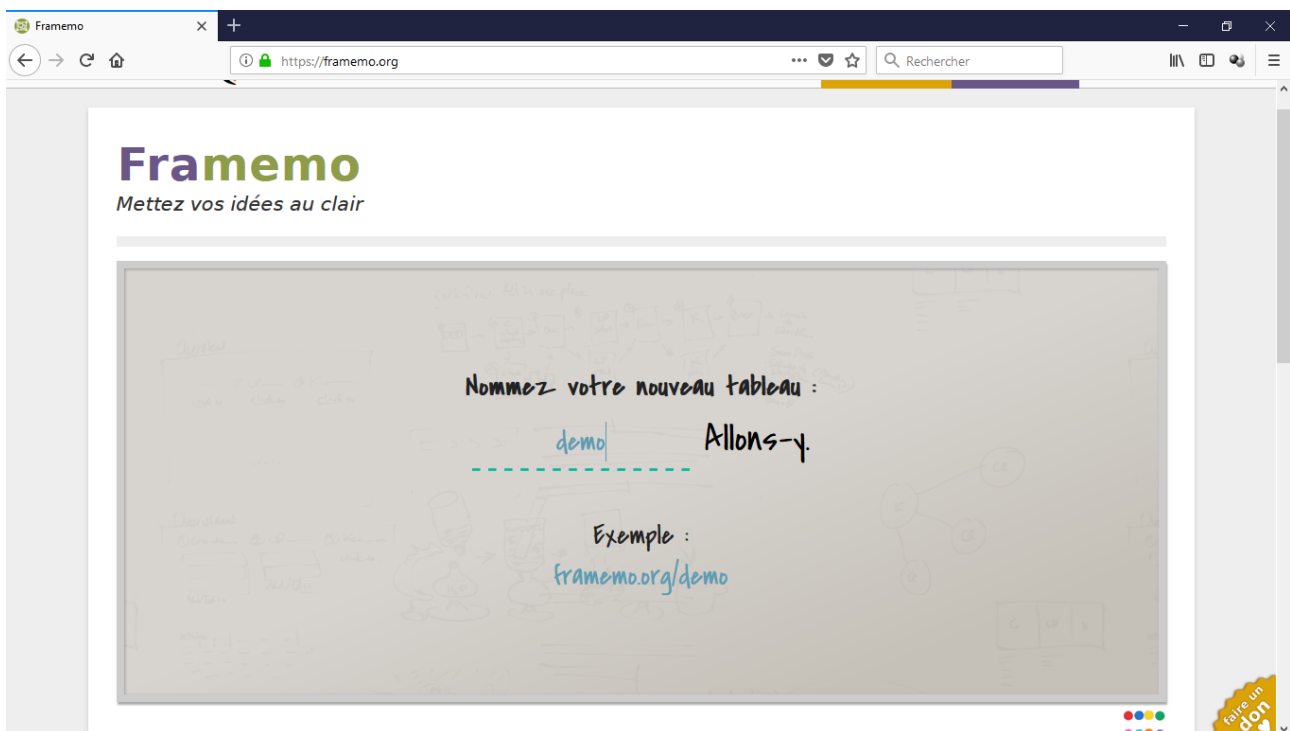 Framemo
https://framemo.org
Rechercher
Framemo
Mettez vos idées au clair
Nommez votre nouveau tableau :
demo Allons-y.
Exemple :
framemo.org/demo
faire un
don